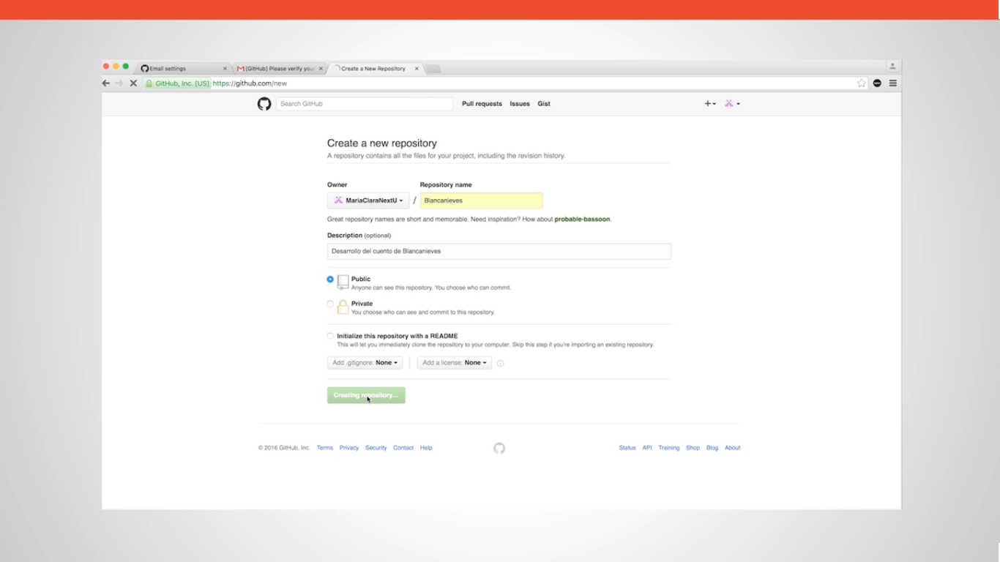 Email settings
[GitHub] Please verify your
Create a New Repository
GitHub, Inc. [US] https://github.com/new
Search GitHub
Pull requests Issues Gist
Create a new repository
A repository contains all the files for your project, including the revision history.
Owner Repository name
MariaClaraNextU / Blancanieves
Great repository names are short and memorable. Need inspiration? How about probable-bassoon.
Description (optional)
Desarrollo del cuento de Blancanieves
Public
Anyone can see this repository. You choose who can commit.
Private
You choose who can see and commit to this repository.
Initialize this repository with a README
This will let you immediately clone the repository to your computer. Skip this step if you're importing an existing repository.
Add .gitignore: None Add a license: None
Creating repository...
© 2016 GitHub, Inc. Terms Privacy Security Contact Help Status API Training Shop Blog About